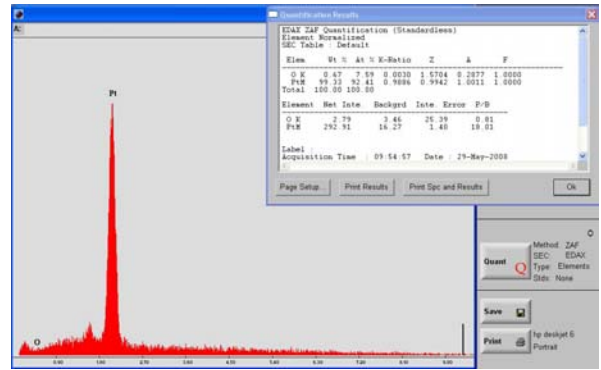 Quantification Results
A:
EDAX ZAF Quantification (Standardless)
Element Normalized
SEC Table : Default
Elem Wt % At % K-Ratio Z A F
O K 0.67 7.59 0.0030 1.5704 0.2877 1.0000
PtM 99.33 92.41 0.9886 0.9942 1.0011 1.0000
Total 100.00 100.00
Element Net Inte. Backgrd Inte. Error P/B
O K 2.79 3.46 25.39 0.81
PtM 292.91 16.27 1.40 18.01
Label :
Acquisition Time : 09:54:57 Date : 29-May-2008
Page Setup... Print Results Print Spc and Results Ok
Pt
O
Quant Q
Method: ZAF
SEC: EDAX
Type: Elements
Stds: None
Save
Print
hp deskjet 6
Portrait